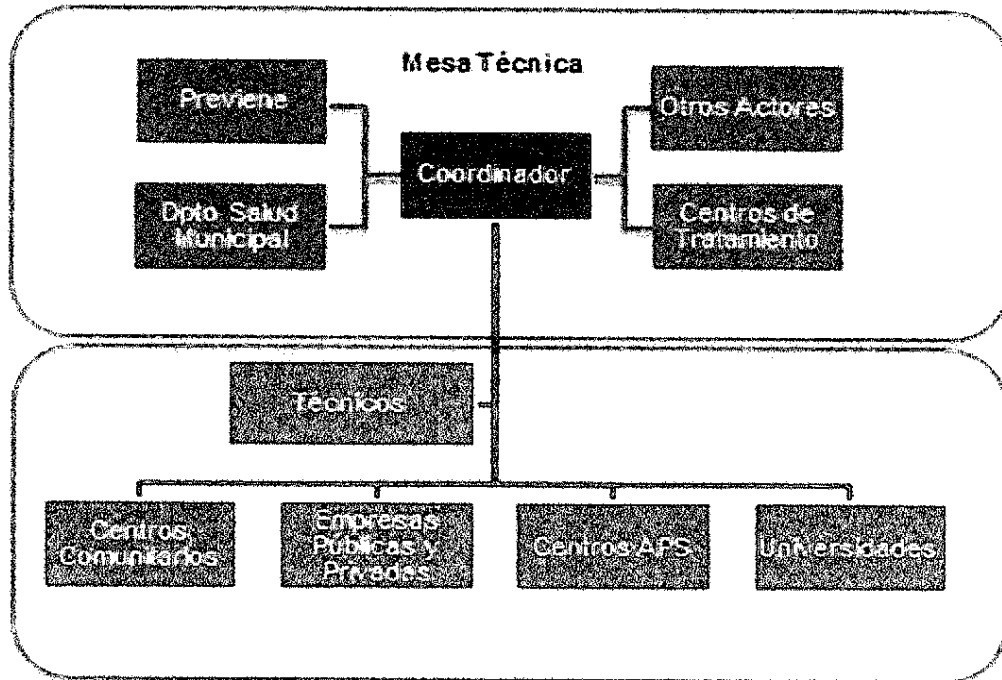 Mesa Técnica
Previene
Otros Actores
Coordinador
Dpto. Salud
Municipal
Centros de
Tratamiento
Técnicos
Centros
Comunitarios
Empresas
Públicas y
Privadas
Centros APS
Universidades